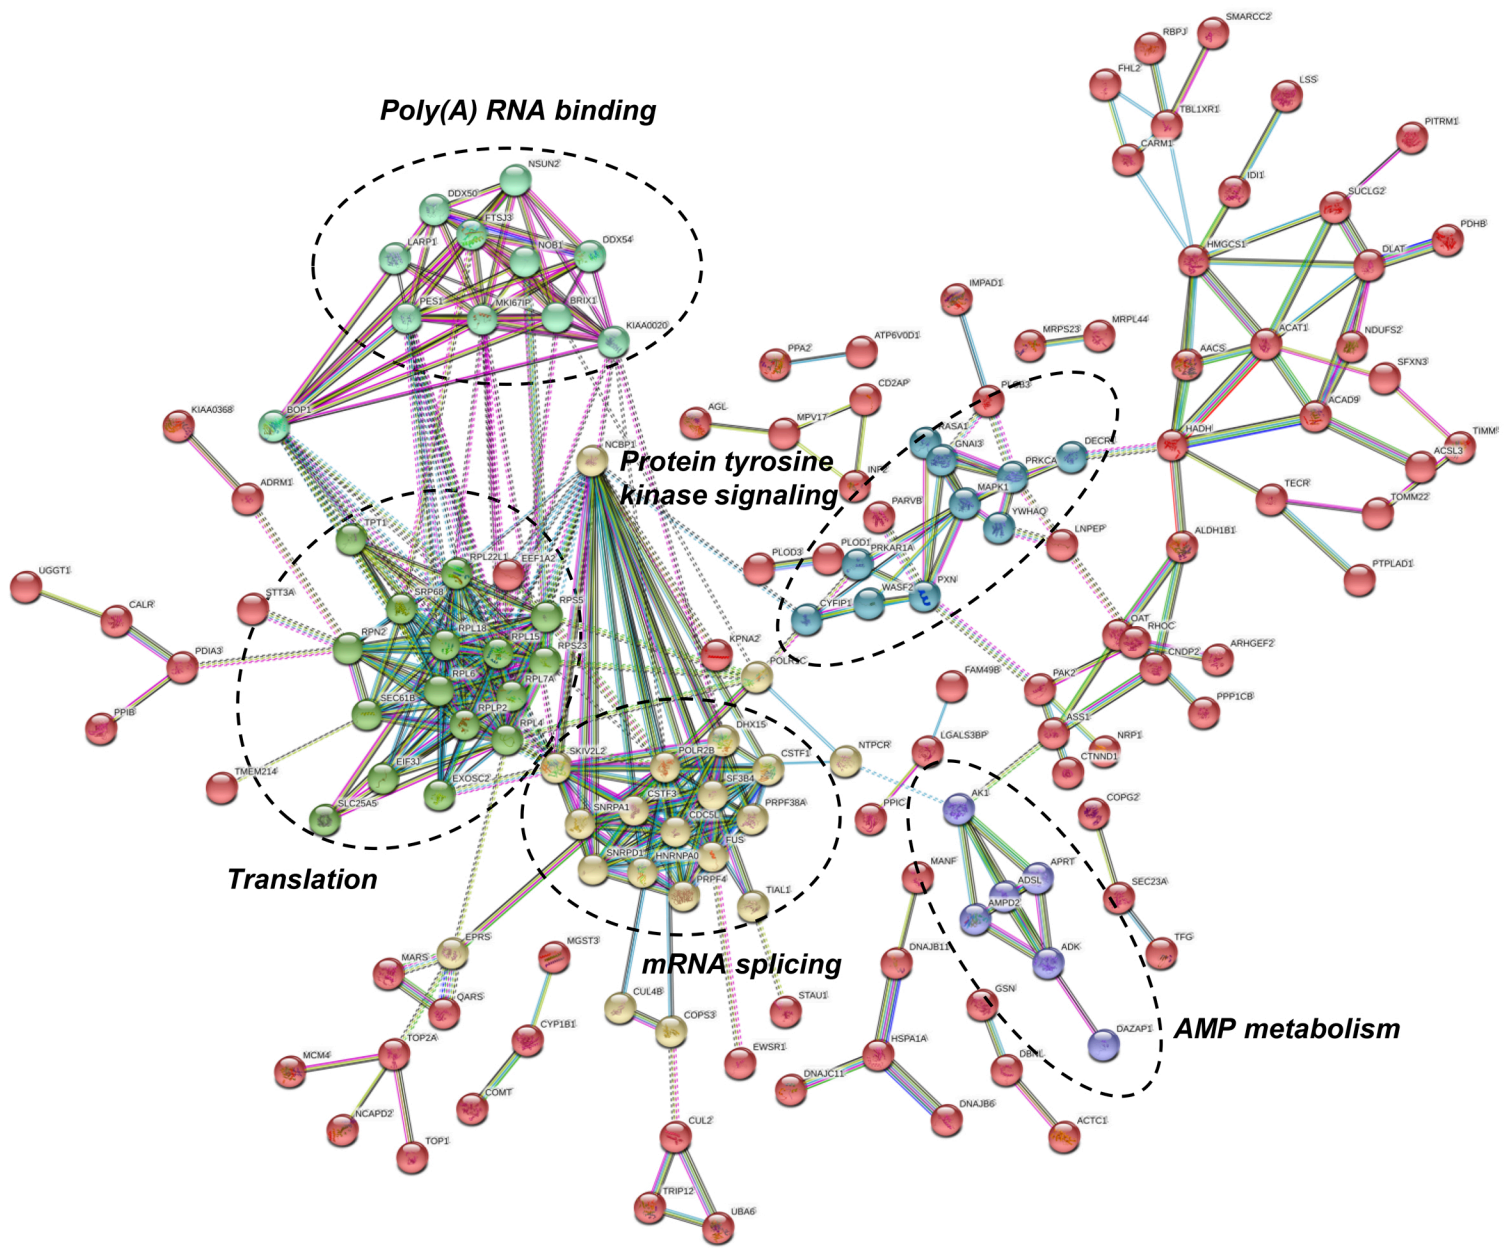 SMARCC2
RBPJ
FHL2
TBL1XR1
CARM1
LSS
PITRM1
IDI1
SUCLG2
PDHB
HMGCS1
DLAT
Poly(A) RNA binding
NSUN2
DDX50
FTSJ3
LARP1
NOB1
DDX54
PES1
MKI67IP
BRIX1
KIAA0020
BOP1
IMPAD1
MRPL44
MRPS23
ATP6V0D1
PPA2
ACAT1
NDUFS2
AACS
SFXN3
CD2AP
PLCB3
ACAD9
KIAA0368
AGL
MPV17
RASA1
GNAI3
DECR1
HADH
TIMM
ACSL3
NCBP1
Protein tyrosine
kinase signaling
INF2
PRKCA
MAPK1
ADRM1
PARVB
YWHAQ
LNPEP
TECR
TOMM22
TPT1
PLOD1
PLOD3
PRKAR1A
ALDH1B1
RPL22L1
EEF1A2
PTPLAD1
UGGT1
STT3A
SRP68
RPS5
PXN
WASF2
CYFIP1
CALR
RPN2
RPL18
RPL15
RPS23
KPNA2
OAT
RHOC
ARHGEF2
CNDP2
PDIA3
RPL6
RPL7A
POLR3C
FAM49B
PAK2
PPP1CB
SEC61B
RPLP2
RPL4
PPIB
ASS1
NRP1
CTNND1
DHX15
LGALS3BP
SKIV2L2
POLR2B
CSTF1
NTPCR
TMEM214
EIF3J
EXOSC2
SF3B4
SLC25A5
SNRPA1
CSTF3
PRPF38A
CDC5L
PPIC
AK1
COPG2
FUS
SNRPD1
HNRNPA0
PRPF4
Translation
TIAL1
MANF
APRT
ADSL
AMPD2
SEC23A
EPRS
MGST3
mRNA splicing
DNAJB11
ADK
TFG
MARS
QARS
CUL4B
COPS3
STAU1
GSN
DAZAP1
AMP metabolism
CYP1B1
TOP2A
EWSR1
HSPA1A
DBNL
MCM4
COMT
DNAJC11
DNAJB6
NCAPD2
TOP1
CUL2
ACTC1
TRIP12
UBA6